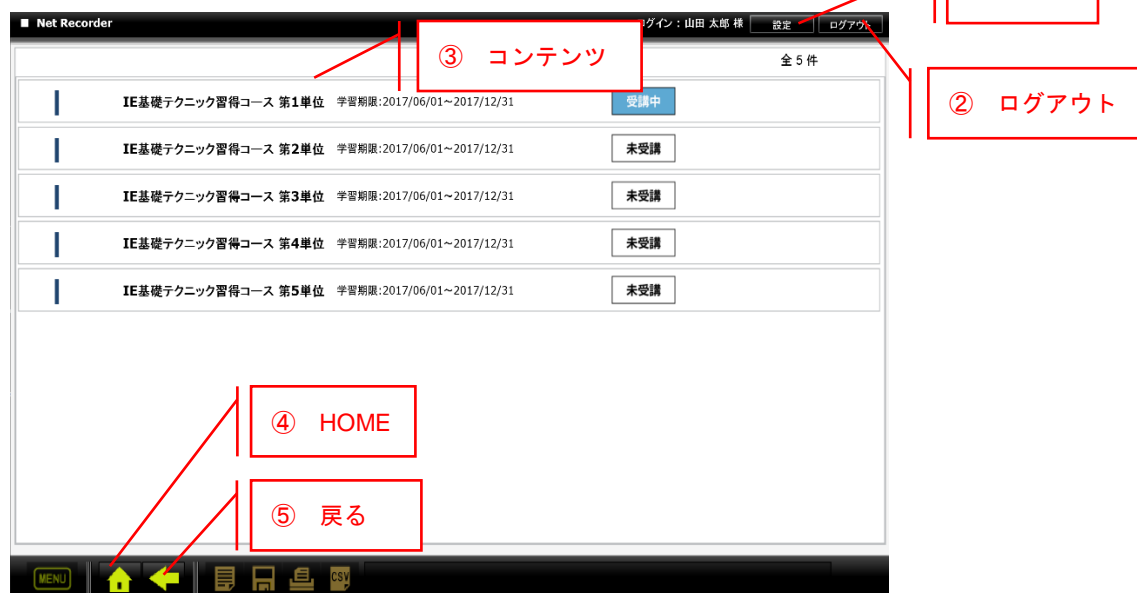 ■ Net Recorder
グイン：山田 太郎 様
設定
ログアウト
③ コンテンツ
全 5 件
② ログアウト
IE基礎テクニック習得コース 第1単位 学習期限:2017/06/01～2017/12/31 受講中
IE基礎テクニック習得コース 第2単位 学習期限:2017/06/01～2017/12/31 未受講
IE基礎テクニック習得コース 第3単位 学習期限:2017/06/01～2017/12/31 未受講
IE基礎テクニック習得コース 第4単位 学習期限:2017/06/01～2017/12/31 未受講
IE基礎テクニック習得コース 第5単位 学習期限:2017/06/01～2017/12/31 未受講
④ HOME
⑤ 戻る
MENU
CSV